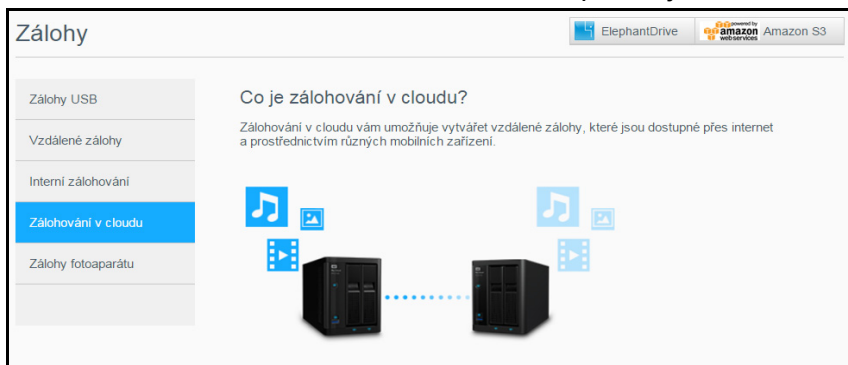 Zálohy
ElephantDrive
powered by
amazon
webservices
Amazon S3
Zálohy USB
Vzdálené zálohy
Interní zálohování
Zálohování v cloudu
Zálohy fotoaparátu
Co je zálohování v cloudu?
Zálohování v cloudu vám umožňuje vytvářet vzdálené zálohy, které jsou dostupné přes internet
a prostřednictvím různých mobilních zařízení.